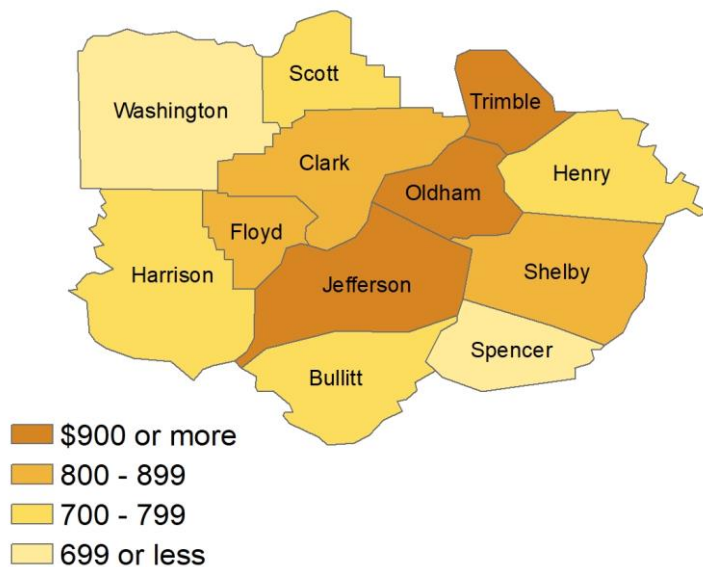 Scott
Trimble
Washington
Clark
Henry
Oldham
Floyd
Shelby
Harrison
Jefferson
Spencer
Bullitt
$900 or more
800 - 899
700 - 799
699 or less